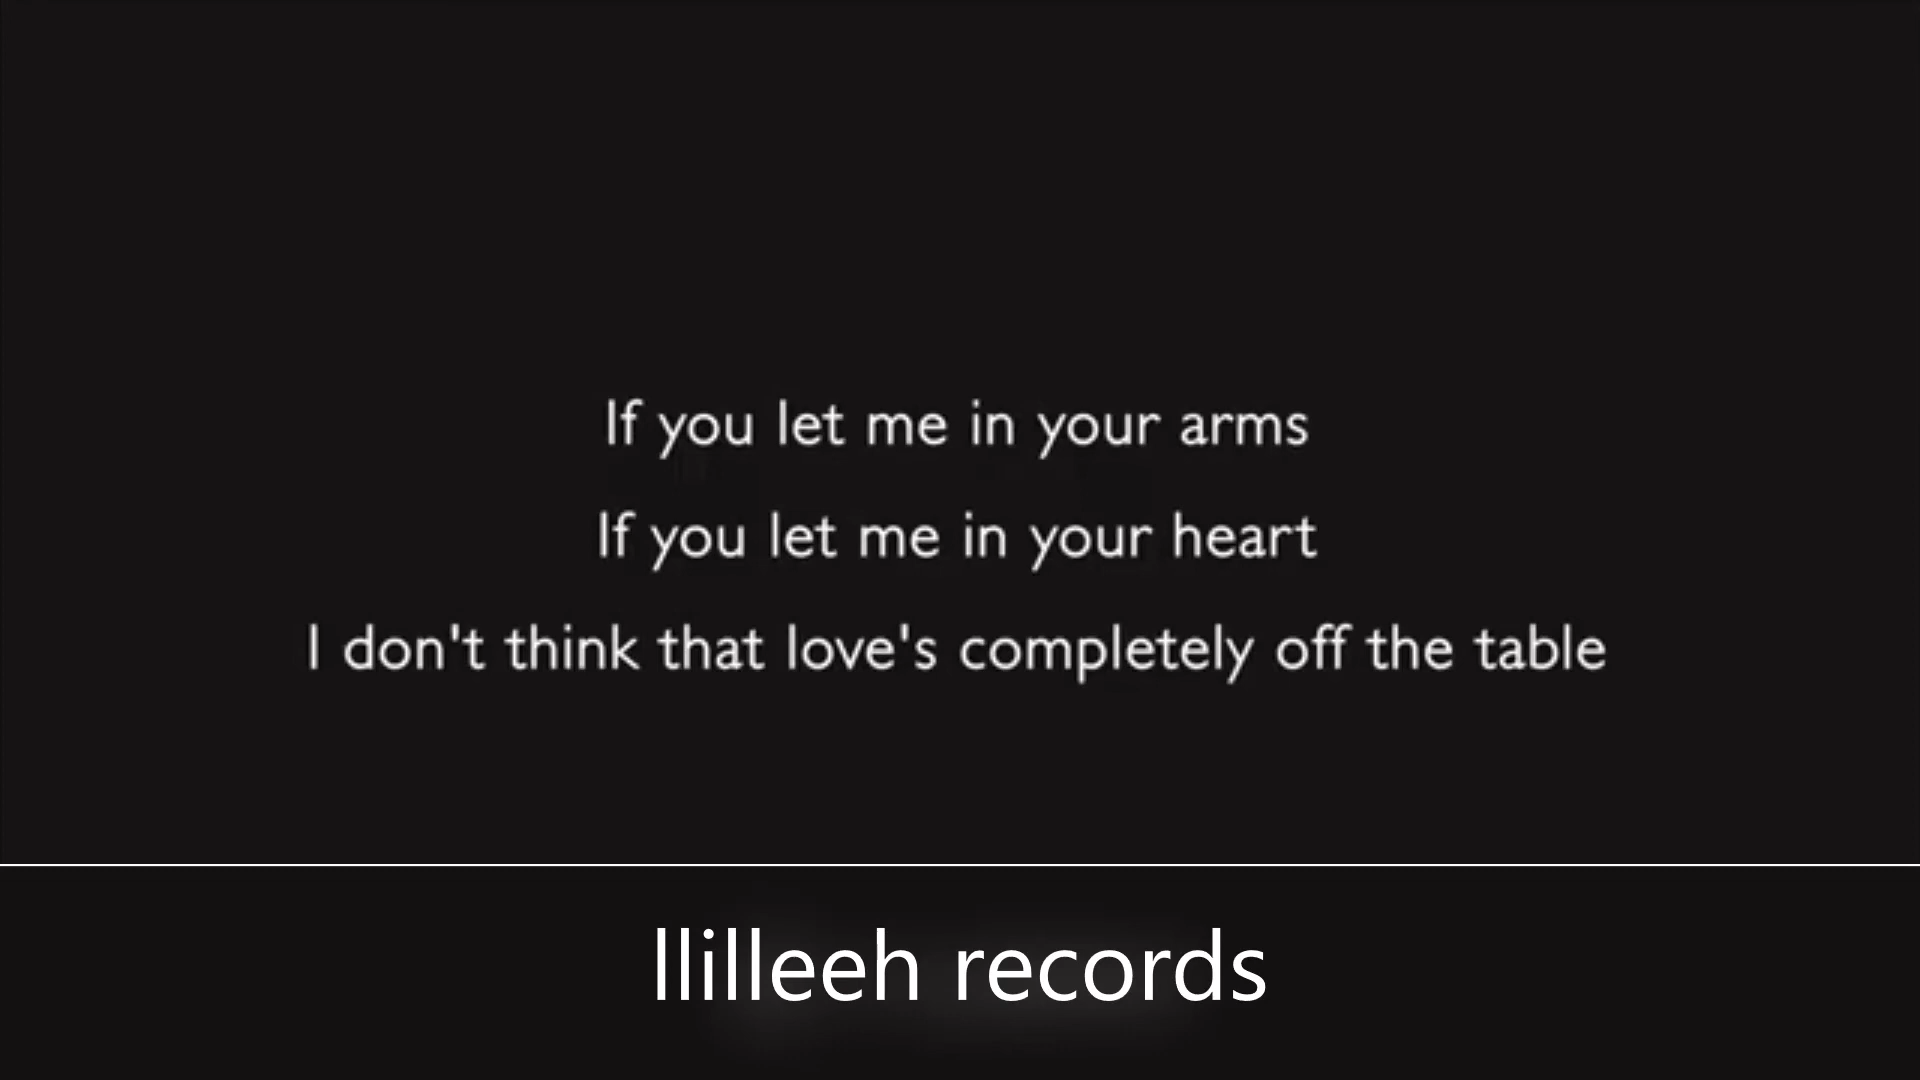 If you let me in your arms
If you let me in your heart
I don't think that love's completely off the table
llilleeh records